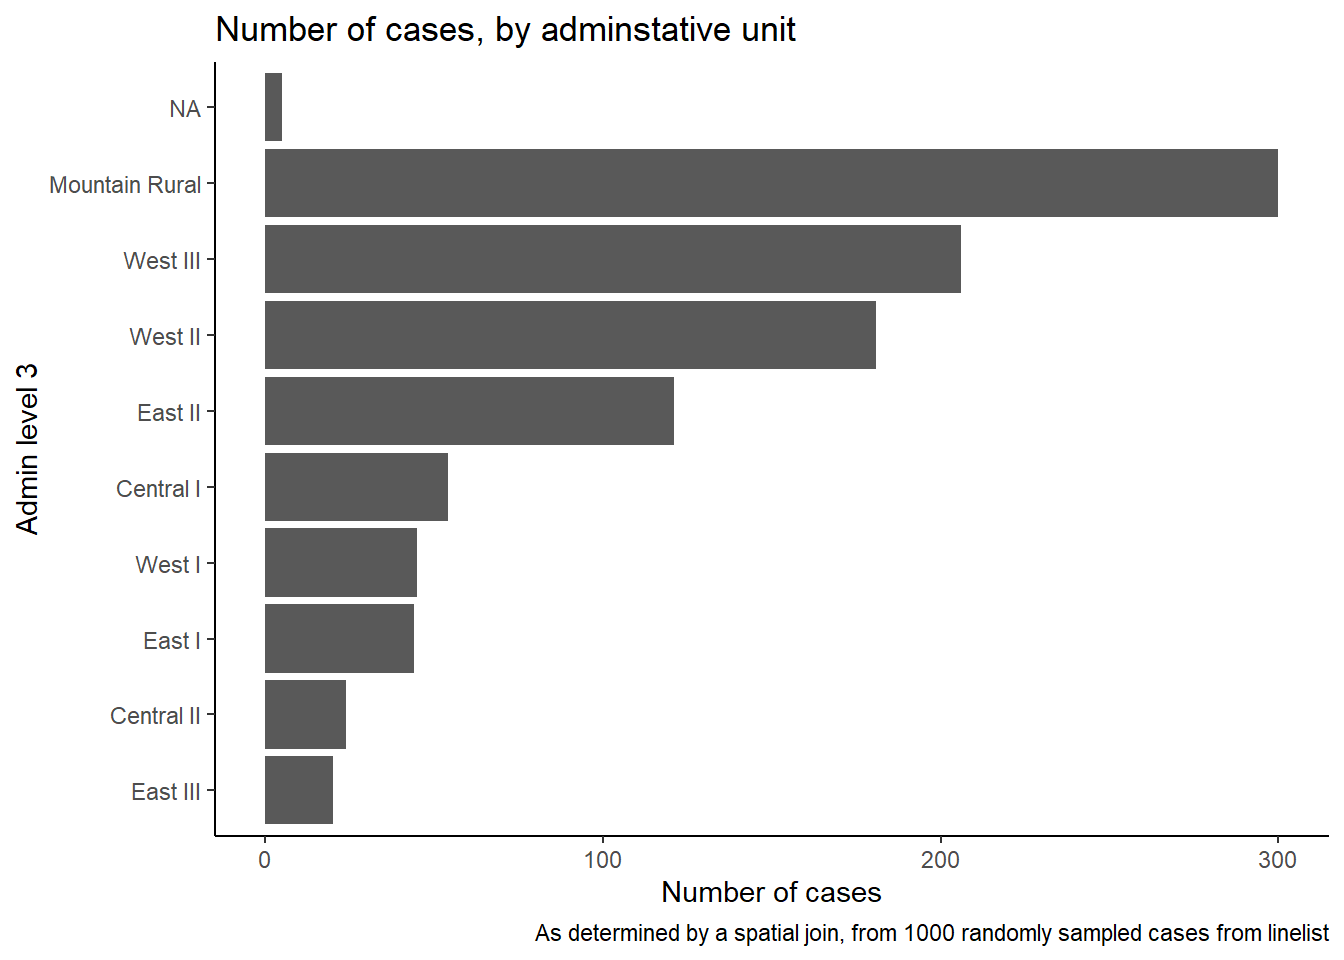 Number of cases, by adminstative unit
NA
Mountain Rural
West III
West II
East II
Central I
West I
East I
Central II
East III
Admin level 3
0 100 200 300
Number of cases
As determined by a spatial join, from 1000 randomly sampled cases from linelist